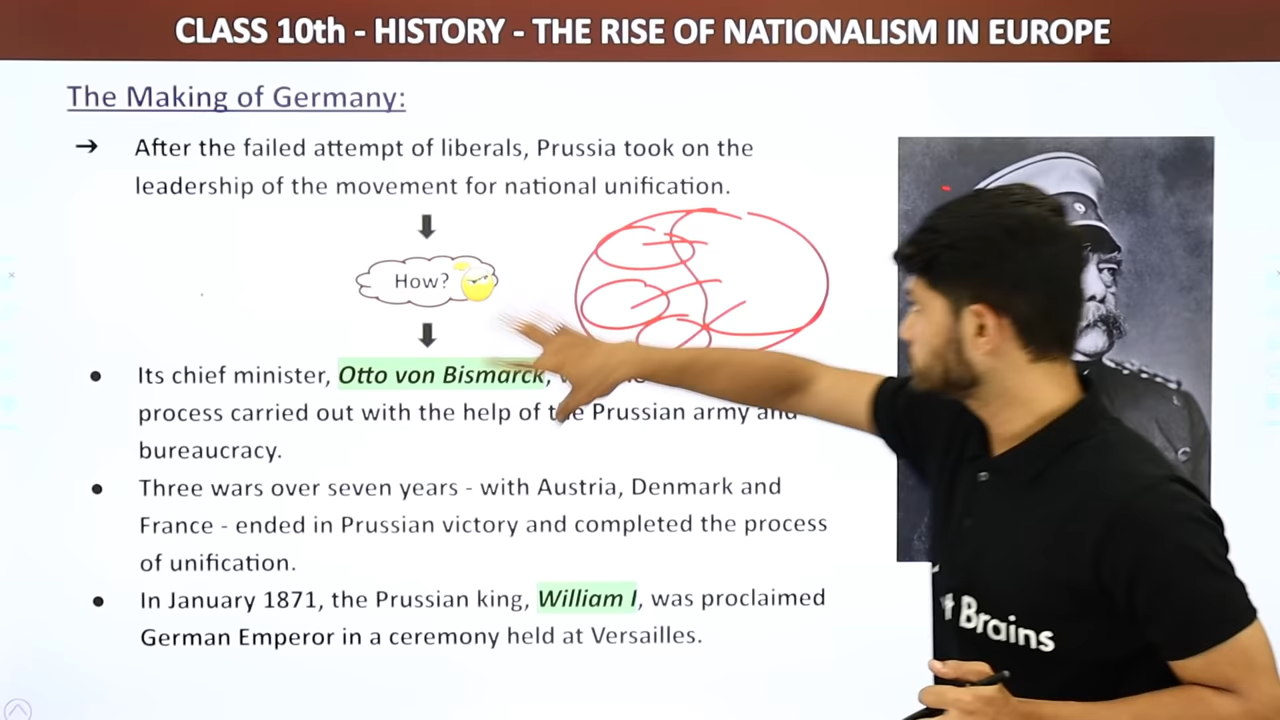 CLASS 10th - HISTORY - THE RISE OF NATIONALISM IN EUROPE
The Making of Germany:
→ After the failed attempt of liberals, Prussia took on the
leadership of the movement for national unification.
How?
● Its chief minister, Otto von Bismarck,
process carried out with the help of the Prussian army and
bureaucracy.
● Three wars over seven years - with Austria, Denmark and
France - ended in Prussian victory and completed the process
of unification.
● In January 1871, the Prussian king, William I, was proclaimed
German Emperor in a ceremony held at Versailles.
Brains